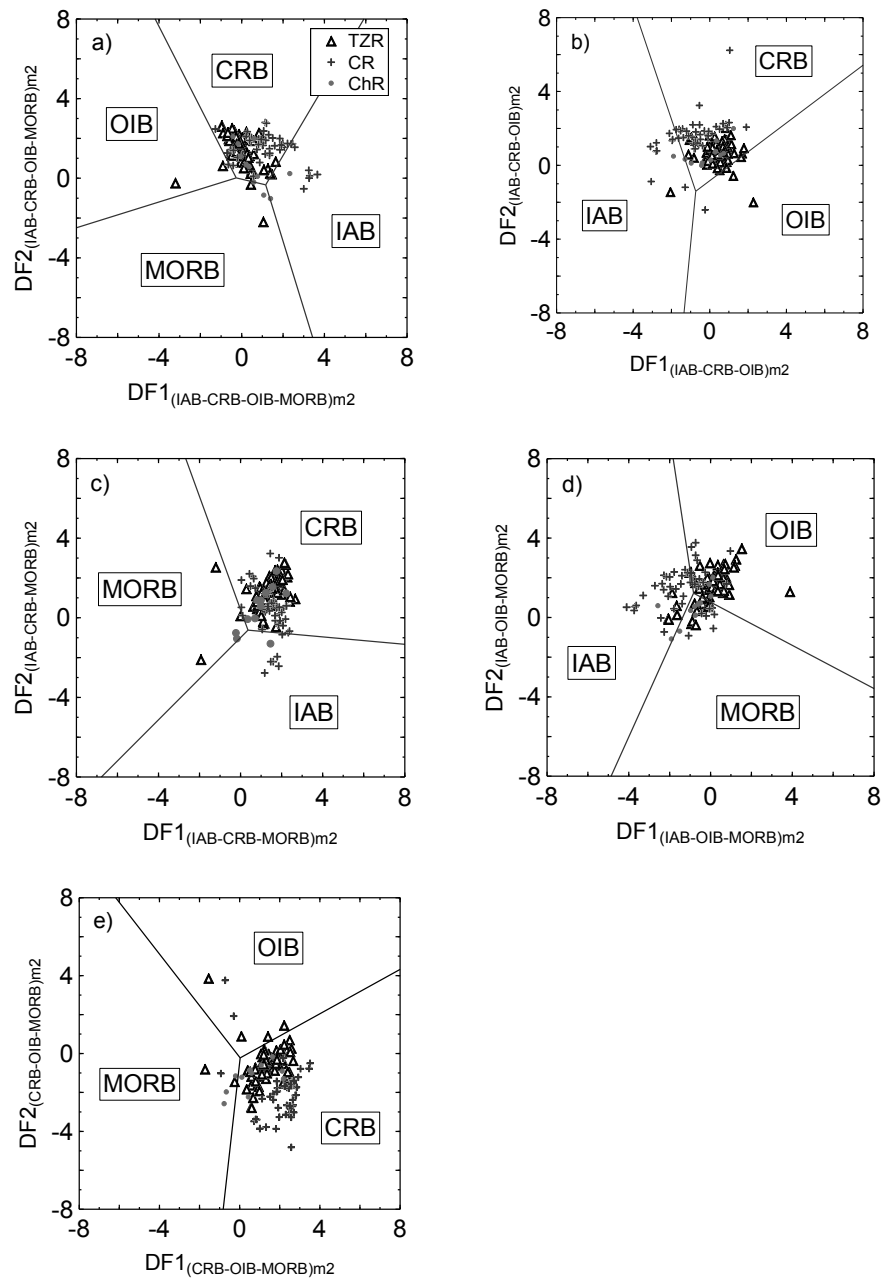 a)
TZR
CR
ChR
CRB
OIB
IAB
MORB
8
4
0
-4
-8
-8 -4 0 4 8
DF2(IAB-CRB-OIB-MORB)m2
DF1(IAB-CRB-OIB-MORB)m2
b)
CRB
IAB
OIB
8
4
0
-4
-8
-8 -4 0 4 8
DF2(IAB-CRB-OIB)m2
DF1(IAB-CRB-OIB)m2
c)
CRB
MORB
IAB
8
4
0
-4
-8
-8 -4 0 4 8
DF2(IAB-CRB-MORB)m2
DF1(IAB-CRB-MORB)m2
d)
OIB
IAB
MORB
8
4
0
-4
-8
-8 -4 0 4 8
DF2(IAB-OIB-MORB)m2
DF1(IAB-OIB-MORB)m2
e)
OIB
MORB
CRB
8
4
0
-4
-8
-8 -4 0 4 8
DF2(CRB-OIB-MORB)m2
DF1(CRB-OIB-MORB)m2